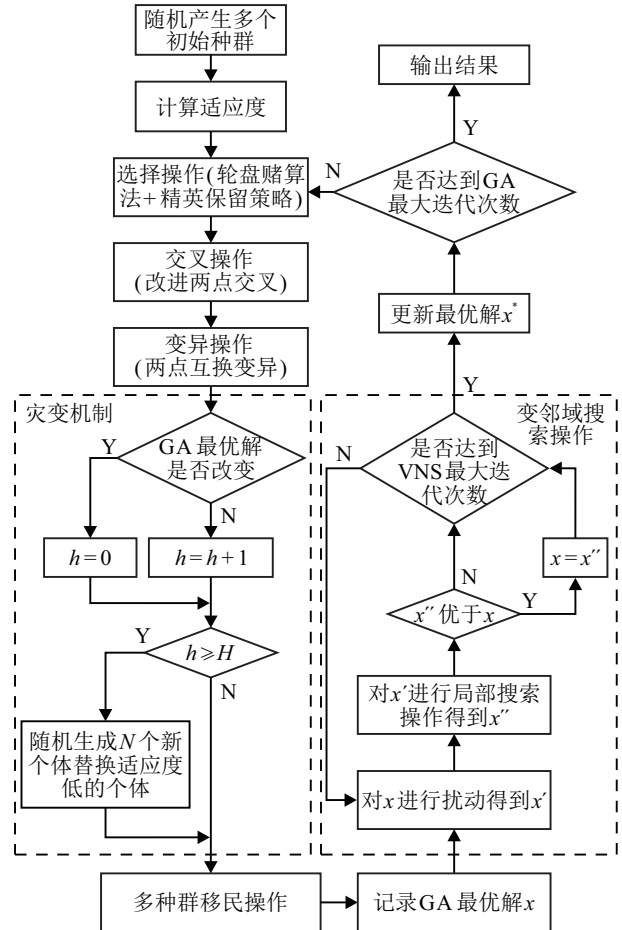 随机产生多个
初始种群
计算适应度
选择操作(轮盘赌算
法+精英保留策略)
交叉操作
(改进两点交叉)
变异操作
(两点互换变异)
灾变机制
GA最优解
是否改变
Y
N
h=0
h=h+1
h≥H
Y
N
随机生成N个新
个体替换适应度
低的个体
多种群移民操作
记录GA最优解x
变邻域搜
索操作
对x进行扰动得到x′
对x′进行局部搜索
操作得到x″
x″优于x
N
Y
x=x″
是否达到
VNS最大迭
代次数
N
Y
更新最优解x*
是否达到GA
最大迭代次数
N
Y
输出结果